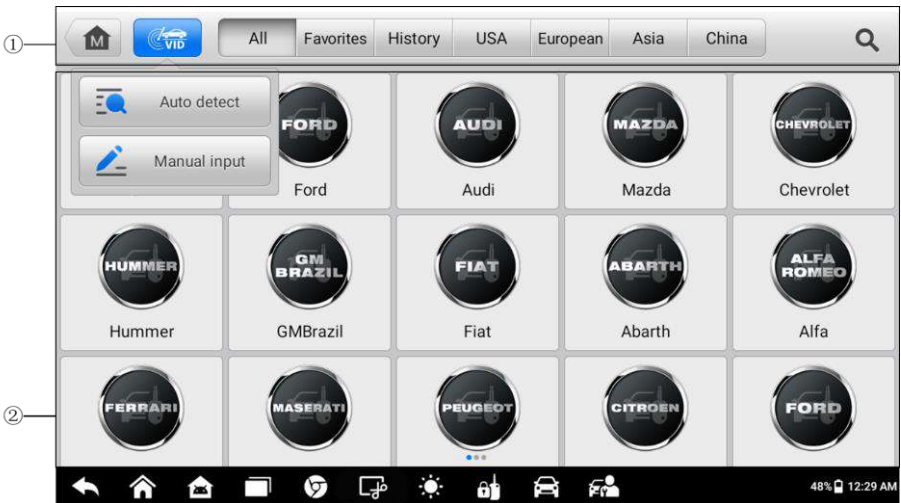 ①
M VID All Favorites History USA European Asia China
Auto detect
Manual input
FORD AUDI MAZDA CHEVROLET
Ford Audi Mazda Chevrolet
HUMMER GM BRAZIL FIAT ABARTH ALFA ROMEO
Hummer GMBrazil Fiat Abarth Alfa
②
FERRARI MASERATI PEUGEOT CITROEN FORD
48% 12:29 AM